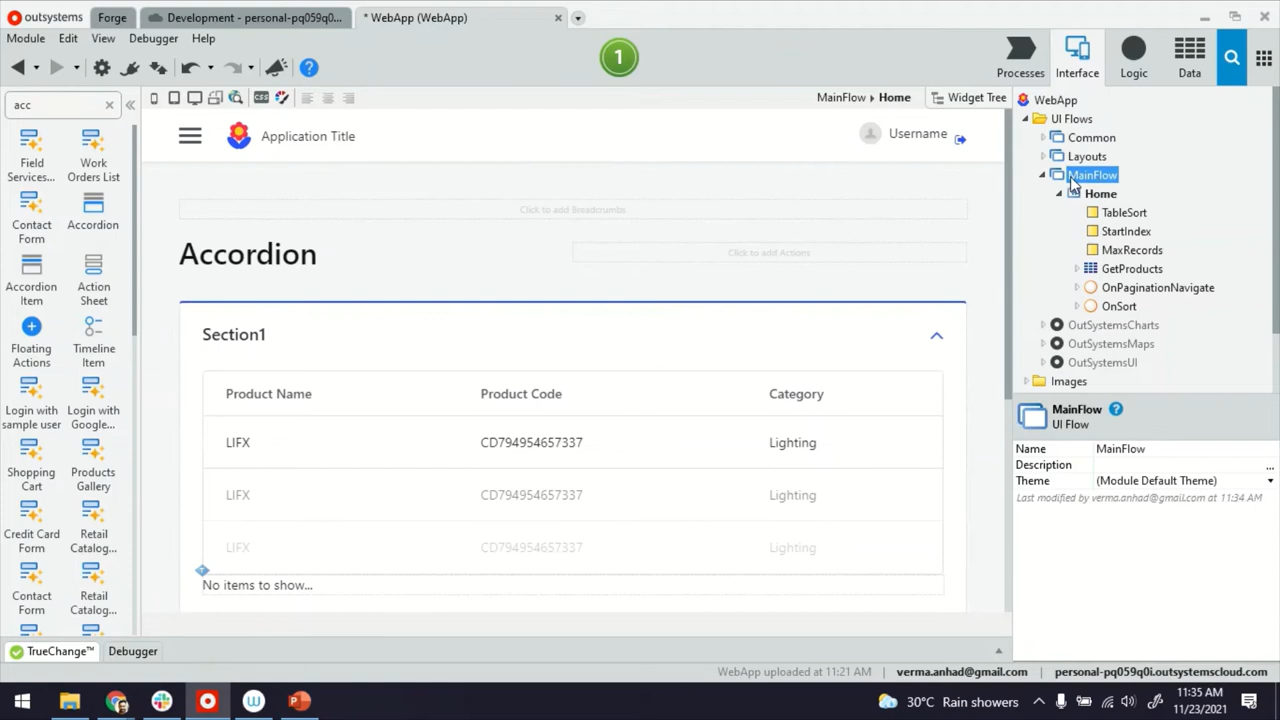 outsystems
Forge
Development - personal-pq059q0...
* WebApp (WebApp)
Module Edit View Debugger Help
1
Processes Interface Logic Data
acc
MainFlow Home Widget Tree
Field Services...
Work Orders List
Contact Form
Accordion
Accordion Item
Action Sheet
Floating Actions
Timeline Item
Login with sample user
Login with Google...
Shopping Cart
Products Gallery
Credit Card Form
Retail Catalog...
Contact Form
Retail Catalog...
Application Title
Username
Click to add Breadcrumbs
Accordion
Click to add Actions
Section1
Product Name Product Code Category
LIFX CD794954657337 Lighting
LIFX CD794954657337 Lighting
LIFX CD794954657337 Lighting
No items to show...
WebApp
UI Flows
Common
Layouts
MainFlow
Home
TableSort
StartIndex
MaxRecords
GetProducts
OnPaginationNavigate
OnSort
OutSystemsCharts
OutSystemsMaps
OutSystemsUI
Images
MainFlow
UI Flow
Name MainFlow
Description ...
Theme (Module Default Theme)
Last modified by verma.anhad@gmail.com at 11:34 AM
TrueChange™ Debugger
WebApp uploaded at 11:21 AM verma.anhad@gmail.com personal-pq059q0i.outsystemscloud.com
30°C Rain showers
11:35 AM
11/23/2021